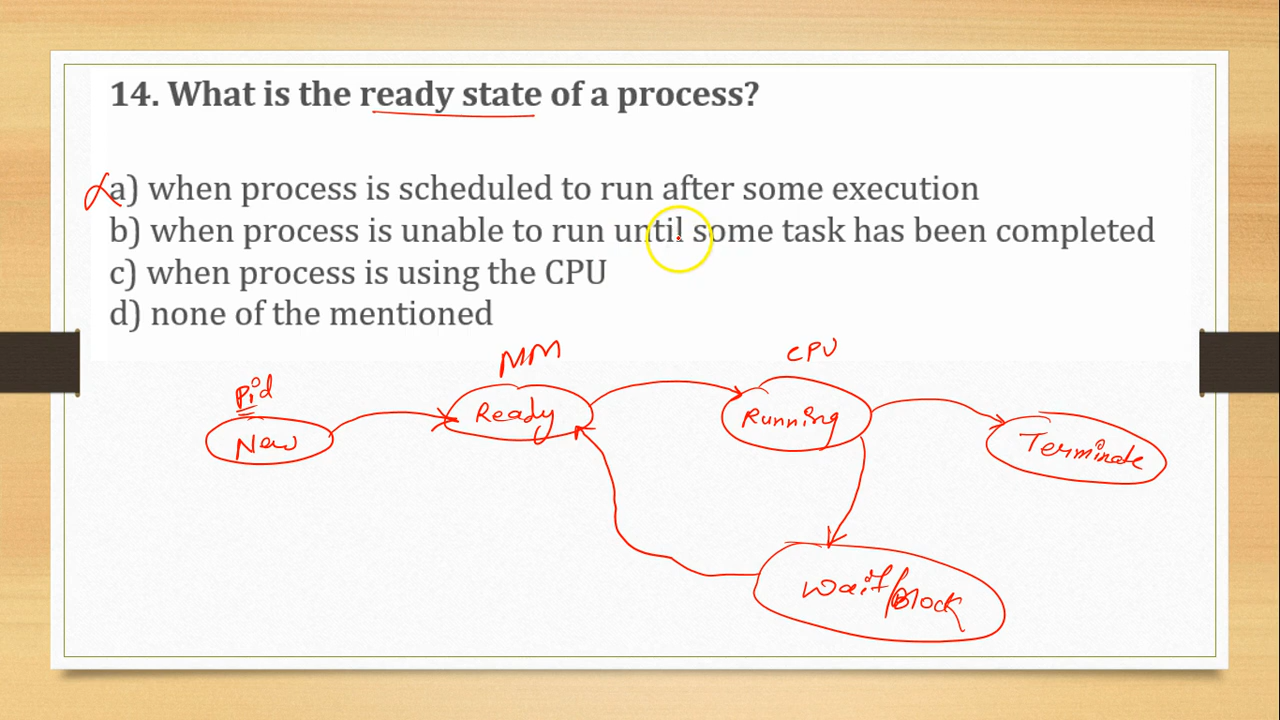 14. What is the ready state of a process?
a) when process is scheduled to run after some execution
b) when process is unable to run until some task has been completed
c) when process is using the CPU
d) none of the mentioned
MM
CPU
Pid
New
Ready
Running
Terminate
Wait/Block